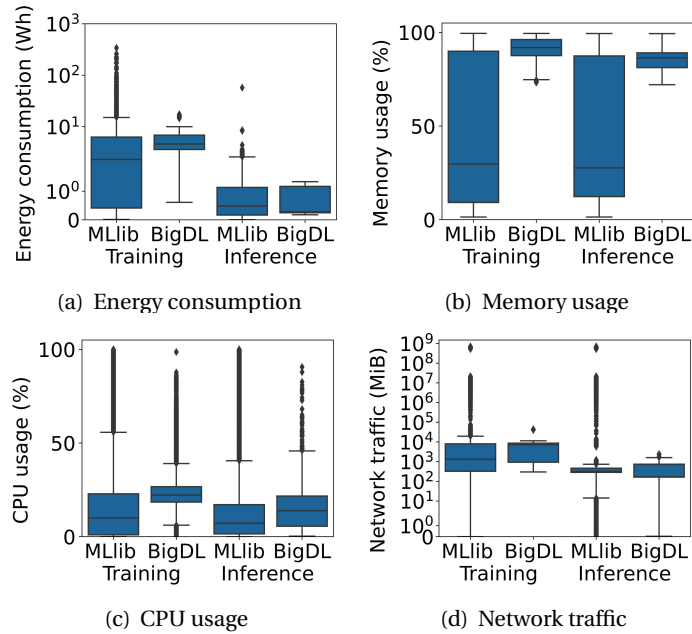 Energy consumption (Wh)
10³
10²
10¹
10⁰
0
MLlib BigDL MLlib BigDL
Training Inference
(a) Energy consumption
Memory usage (%)
100
50
0
MLlib BigDL MLlib BigDL
Training Inference
(b) Memory usage
CPU usage (%)
100
50
0
MLlib BigDL MLlib BigDL
Training Inference
(c) CPU usage
Network traffic (MiB)
10⁹
10⁸
10⁷
10⁶
10⁵
10⁴
10³
10²
10¹
10⁰
0
MLlib BigDL MLlib BigDL
Training Inference
(d) Network traffic